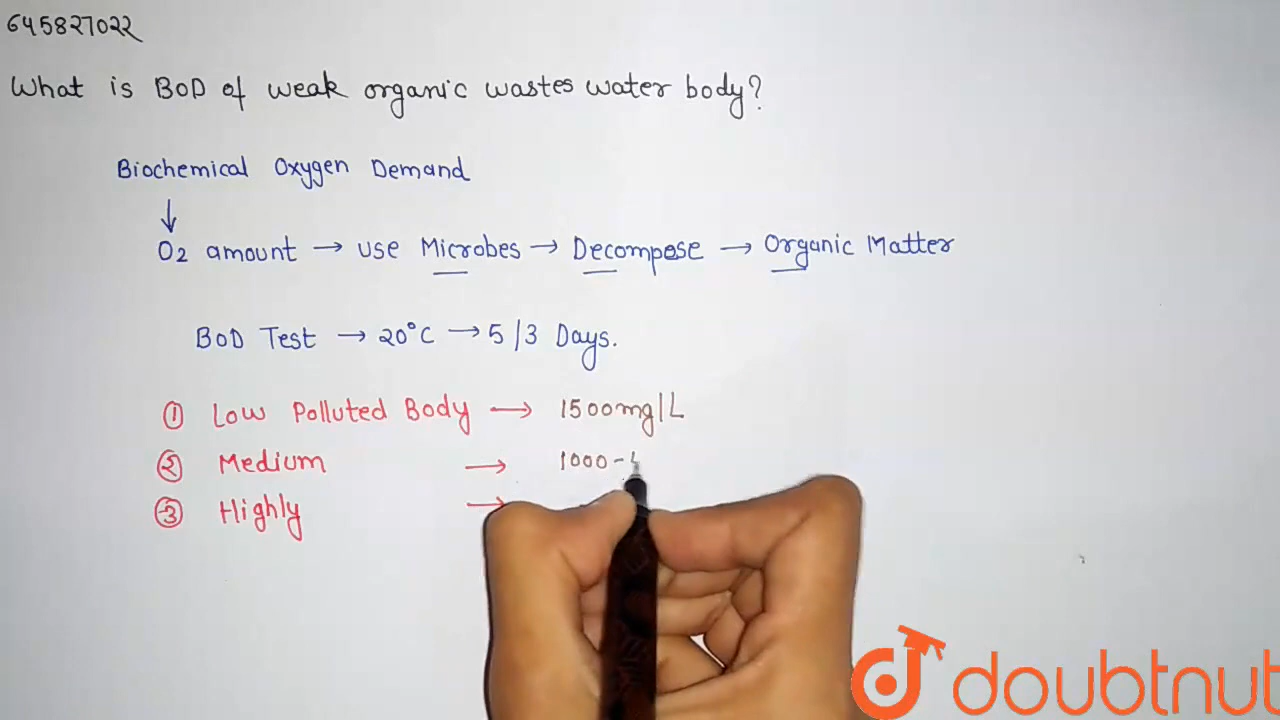 645827022
What is BOD of weak organic wastes water body?
Biochemical Oxygen Demand
↓
O2 amount → use Microbes → Decompose → Organic Matter
BOD Test → 20°C → 5/3 Days.
① Low Polluted Body → 1500mg/L
② Medium → 1000-
③ Highly →
doubtnut